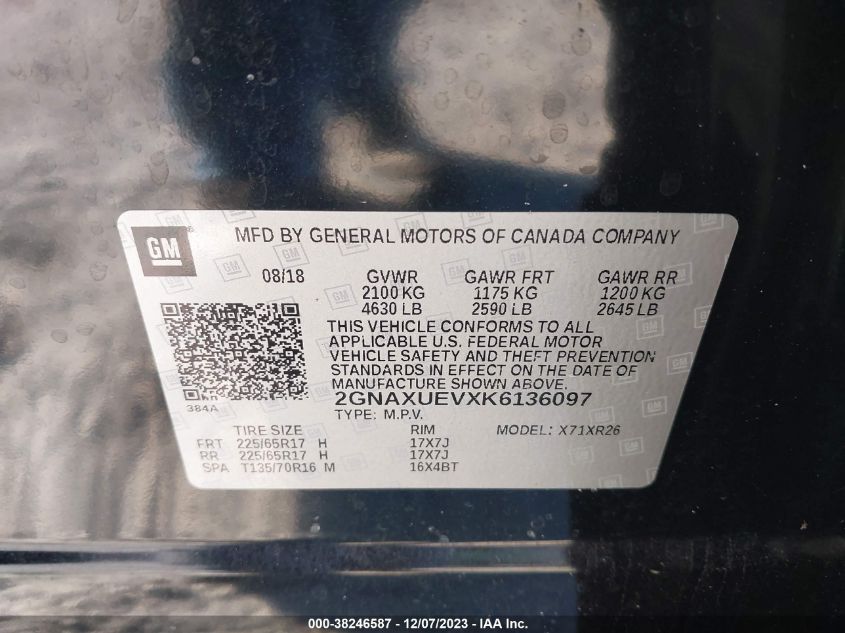 GM
MFD BY GENERAL MOTORS OF CANADA COMPANY
08/18 GVWR GAWR FRT GAWR RR
2100 KG 1175 KG 1200 KG
4630 LB 2590 LB 2645 LB
THIS VEHICLE CONFORMS TO ALL
APPLICABLE U.S. FEDERAL MOTOR
VEHICLE SAFETY AND THEFT PREVENTION
STANDARDS IN EFFECT ON THE DATE OF
MANUFACTURE SHOWN ABOVE.
2GNAXUEVXK6136097
384A
TYPE: M.P.V.
TIRE SIZE RIM MODEL: X71XR26
FRT 225/65R17 H 17X7J
RR 225/65R17 H 17X7J
SPA T135/70R16 M 16X4BT
000-38246587 - 12/07/2023 - IAA Inc.